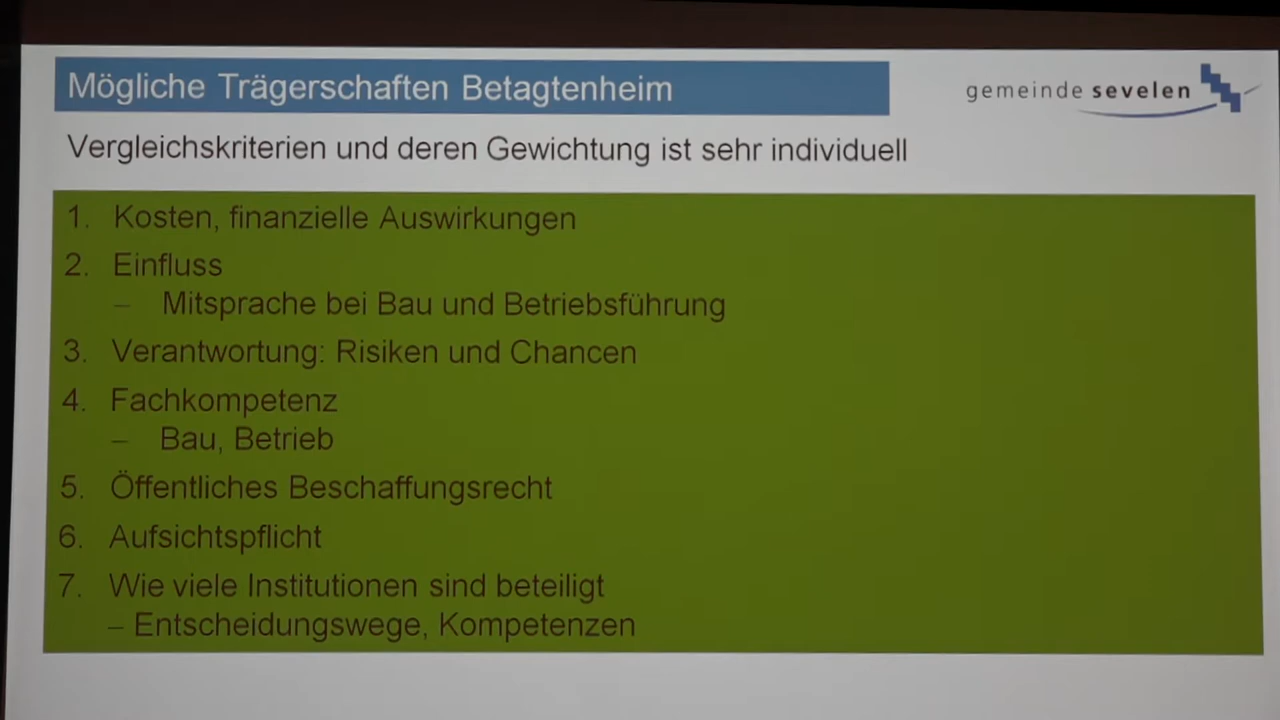 Mögliche Trägerschaften Betagtenheim
gemeinde sevelen
Vergleichskriterien und deren Gewichtung ist sehr individuell
1. Kosten, finanzielle Auswirkungen
2. Einfluss
– Mitsprache bei Bau und Betriebsführung
3. Verantwortung: Risiken und Chancen
4. Fachkompetenz
– Bau, Betrieb
5. Öffentliches Beschaffungsrecht
6. Aufsichtspflicht
7. Wie viele Institutionen sind beteiligt
– Entscheidungswege, Kompetenzen